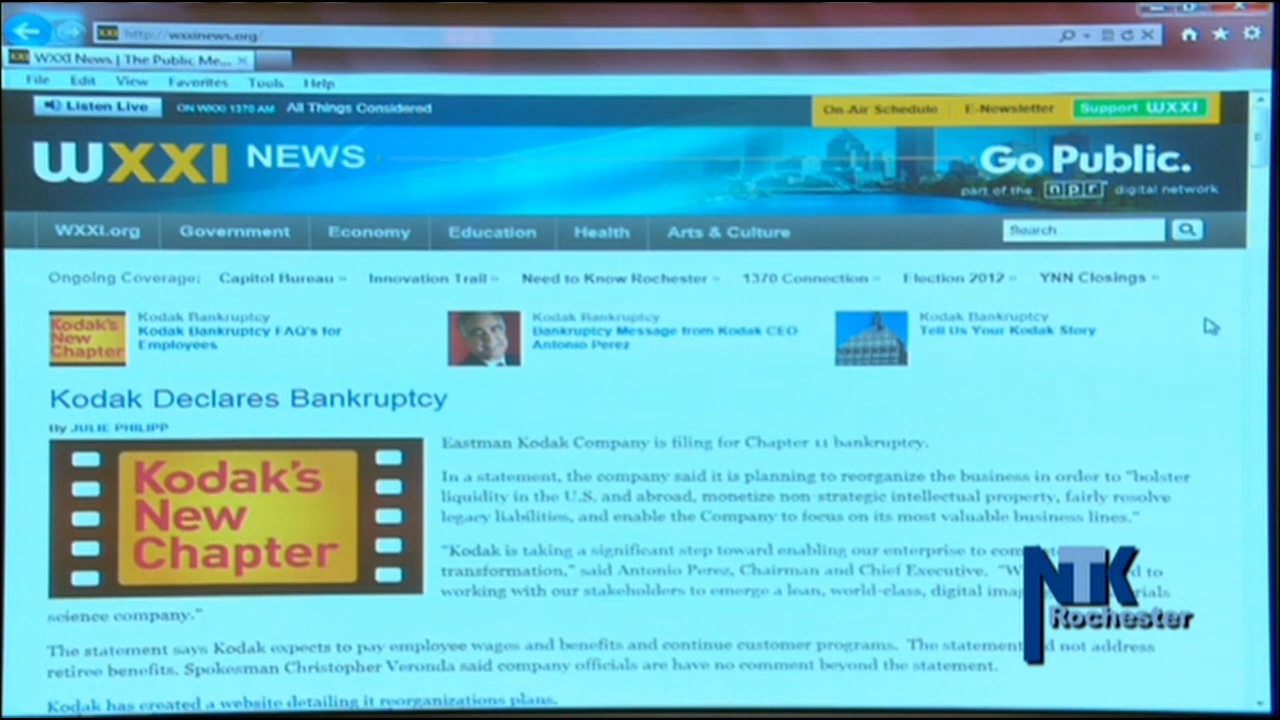 http://wxxinews.org/
WXXI News | The Public Me...
File Edit View Favorites Tools Help
Listen Live ON WXXI 1370 AM All Things Considered On-Air Schedule E-Newsletter Support WXXI
WXXI NEWS
Go Public.
part of the npr digital network
WXXI.org Government Economy Education Health Arts & Culture Search
Ongoing Coverage: Capitol Bureau » Innovation Trail » Need to Know Rochester » 1370 Connection » Election 2012 » YNN Closings »
Kodak's
New
Chapter
Kodak Bankruptcy
Kodak Bankruptcy FAQ's for
Employees
Kodak Bankruptcy
Bankruptcy Message from Kodak CEO
Antonio Perez
Kodak Bankruptcy
Tell Us Your Kodak Story
Kodak Declares Bankruptcy
By JULIE PHILIPP
Kodak's
New
Chapter
Eastman Kodak Company is filing for Chapter 11 bankruptcy.
In a statement, the company said it is planning to reorganize the business in order to "bolster
liquidity in the U.S. and abroad, monetize non-strategic intellectual property, fairly resolve
legacy liabilities, and enable the Company to focus on its most valuable business lines."
"Kodak is taking a significant step toward enabling our enterprise to
transformation," said Antonio Perez, Chairman and Chief Executive. to
working with our stakeholders to emerge a lean, world-class, digital
science company."
The statement says Kodak expects to pay employee wages and benefits and continue customer programs. The statement not address
retiree benefits. Spokesman Christopher Veronda said company officials are have no comment beyond the statement.
Kodak has created a website detailing it reorganizations plans.
NTK
Rochester